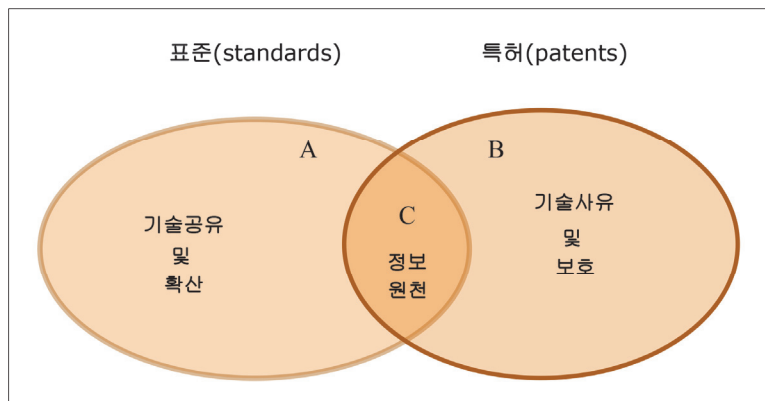 표준(standards)
특허(patents)
A
B
기술공유
및
확산
C
정보
원천
기술사유
및
보호